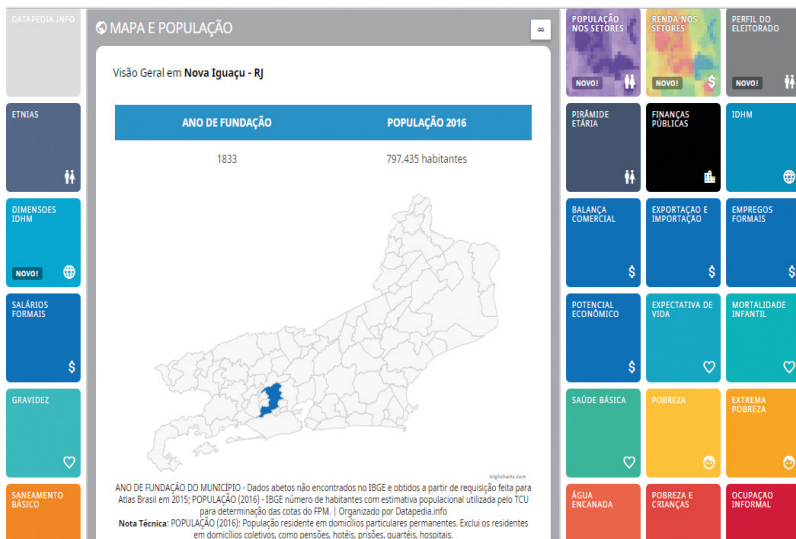 DATAPEDIA.INFO
ETNIAS
DIMENSOES
IDHM
NOVO!
SALÁRIOS
FORMAIS
$
GRAVIDEZ
SANEAMENTO
BÁSICO
MAPA E POPULAÇÃO
Visão Geral em Nova Iguaçu - RJ
ANO DE FUNDAÇÃO POPULAÇÃO 2016
1833 797.435 habitantes
Highcharts.com
ANO DE FUNDAÇÃO DO MUNICÍPIO - Dados abetos não encontrados no IBGE e obtidos a partir de requisição feita para
Atlas Brasil em 2015; POPULAÇÃO (2016) - IBGE número de habitantes com estimativa populacional utilizada pelo TCU
para determinação das cotas do FPM. | Organizado por Datapedia.info
Nota Técnica: POPULAÇÃO (2016): População residente em domicílios particulares permanentes. Exclui os residentes
em domicílios coletivos, como pensões, hotéis, prisões, quartéis, hospitais.
POPULAÇÃO
NOS SETORES
NOVO!
RENDA NOS
SETORES
NOVO! $
PERFIL DO
ELEITORADO
NOVO!
PIRÂMIDE
ETÁRIA
FINANÇAS
PÚBLICAS
IDHM
BALANÇA
COMERCIAL
$
EXPORTAÇAO E
IMPORTAÇÃO
$
EMPREGOS
FORMAIS
$
POTENCIAL
ECONÔMICO
$
EXPECTATIVA DE
VIDA
MORTALIDADE
INFANTIL
SAÚDE BÁSICA
POBREZA
EXTREMA
POBREZA
ÁGUA
ENCANADA
POBREZA E
CRIANÇAS
OCUPAÇAO
INFORMAL